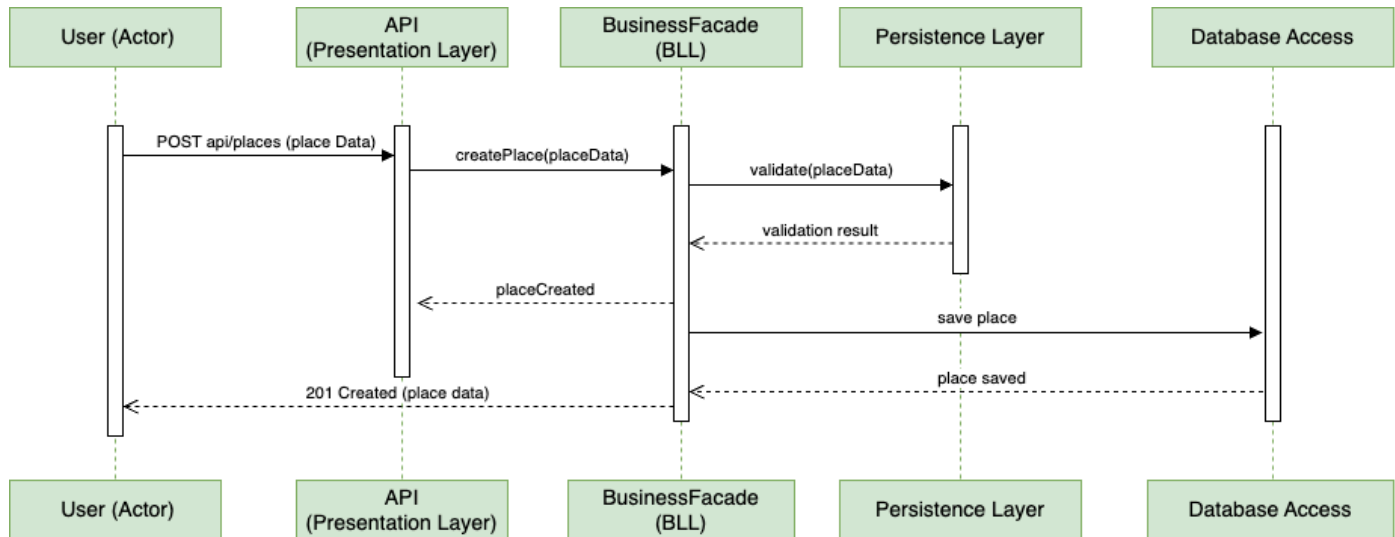 User (Actor)
API
(Presentation Layer)
BusinessFacade
(BLL)
Persistence Layer
Database Access
POST api/places (place Data)
createPlace(placeData)
validate(placeData)
validation result
placeCreated
save place
place saved
201 Created (place data)
User (Actor)
API
(Presentation Layer)
BusinessFacade
(BLL)
Persistence Layer
Database Access